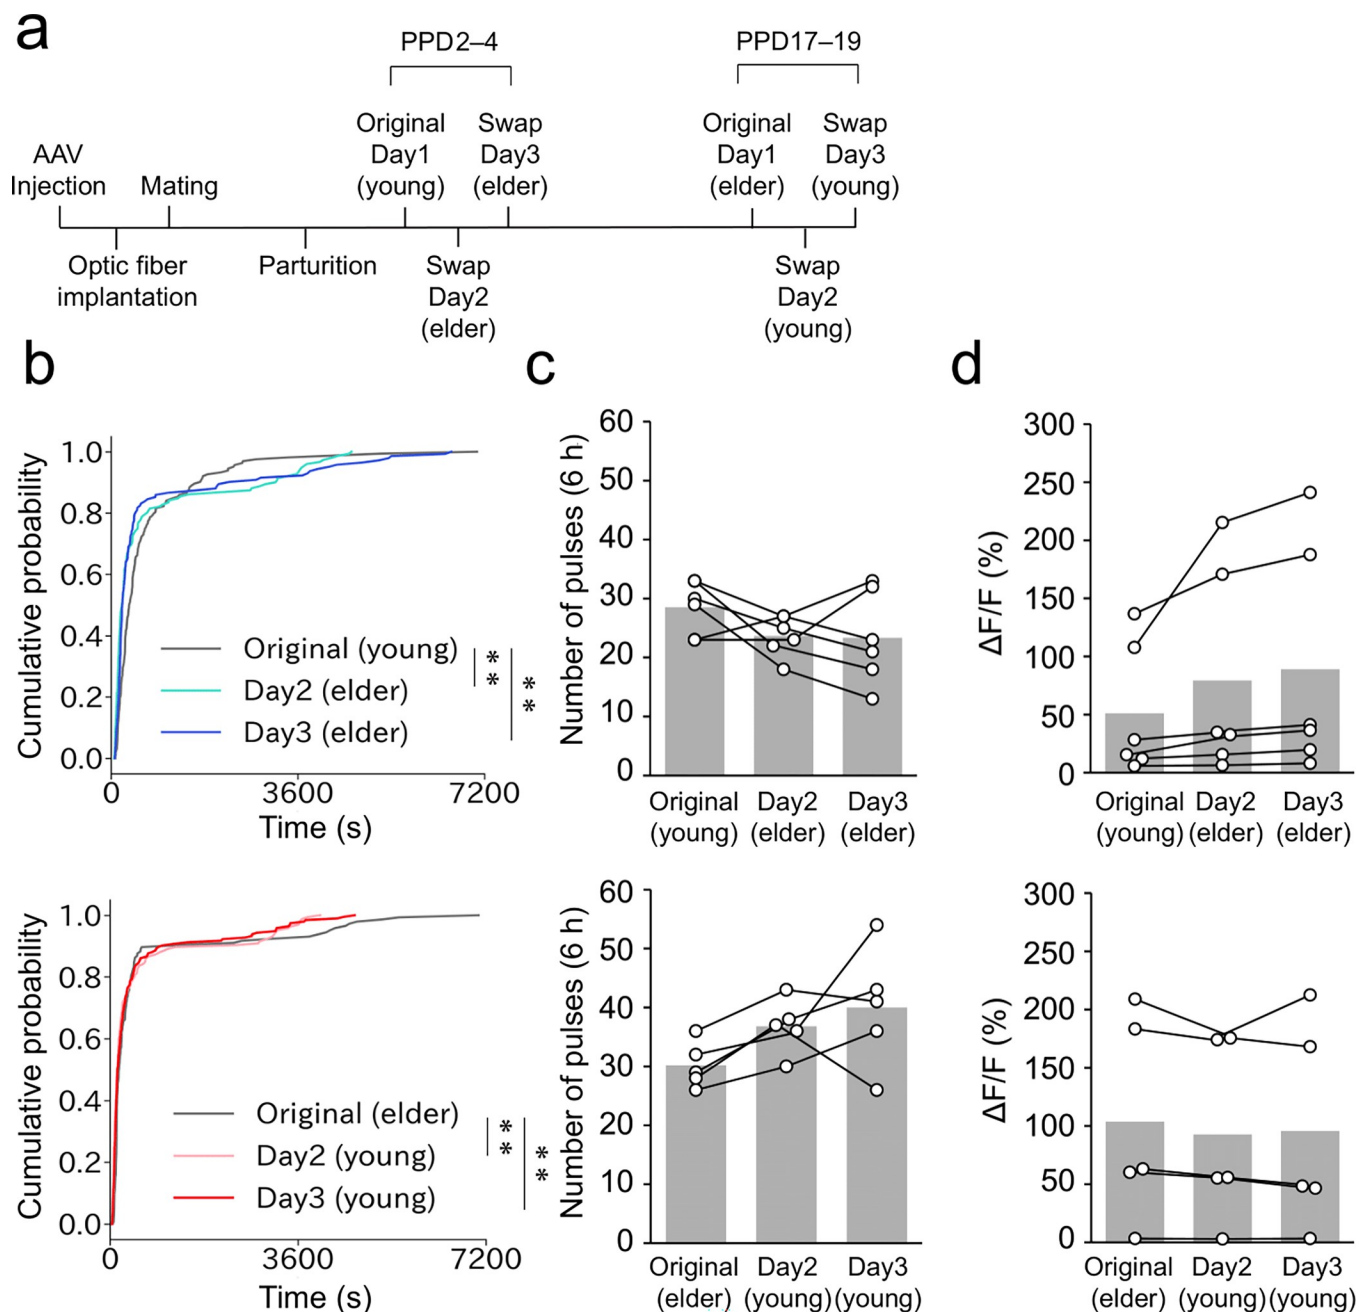 a
PPD2–4
PPD17–19
Original
Day1
(young)
Swap
Day3
(elder)
Original
Day1
(elder)
Swap
Day3
(young)
AAV
Injection
Mating
Optic fiber
implantation
Parturition
Swap
Day2
(elder)
Swap
Day2
(young)
b
Cumulative probability
1.0
0.8
0.6
0.4
0.2
0.0
Original (young)
Day2 (elder)
Day3 (elder)
**
**
0
3600
7200
Time (s)
c
Number of pulses (6 h)
60
50
40
30
20
10
0
Original
(young)
Day2
(elder)
Day3
(elder)
d
ΔF/F (%)
300
250
200
150
100
50
0
Original
(young)
Day2
(elder)
Day3
(elder)
Cumulative probability
1.0
0.8
0.6
0.4
0.2
0.0
Original (elder)
Day2 (young)
Day3 (young)
**
**
0
3600
7200
Time (s)
Number of pulses (6 h)
60
50
40
30
20
10
0
Original
(elder)
Day2
(young)
Day3
(young)
ΔF/F (%)
300
250
200
150
100
50
0
Original
(elder)
Day2
(young)
Day3
(young)